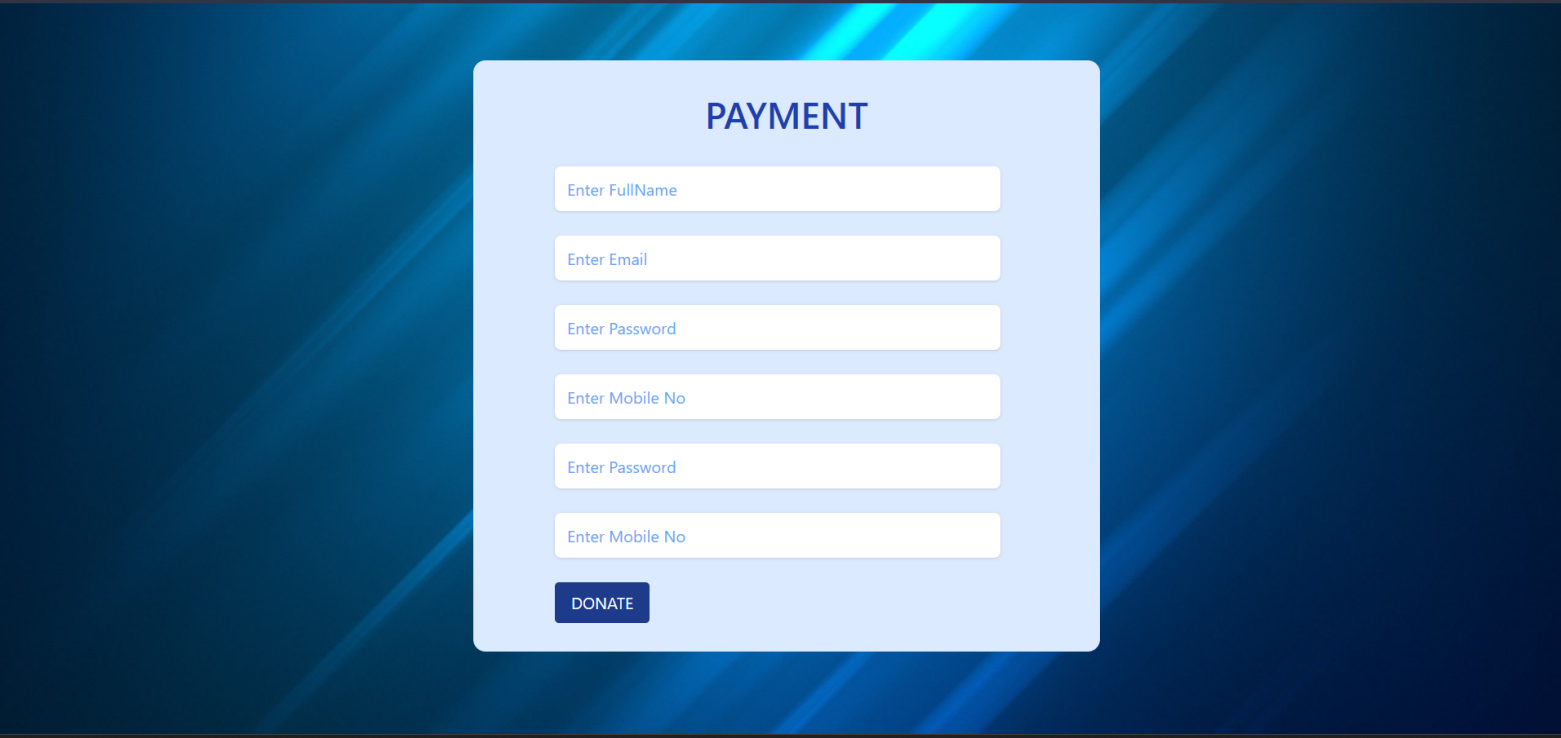 PAYMENT
Enter FullName
Enter Email
Enter Password
Enter Mobile No
Enter Password
Enter Mobile No
DONATE